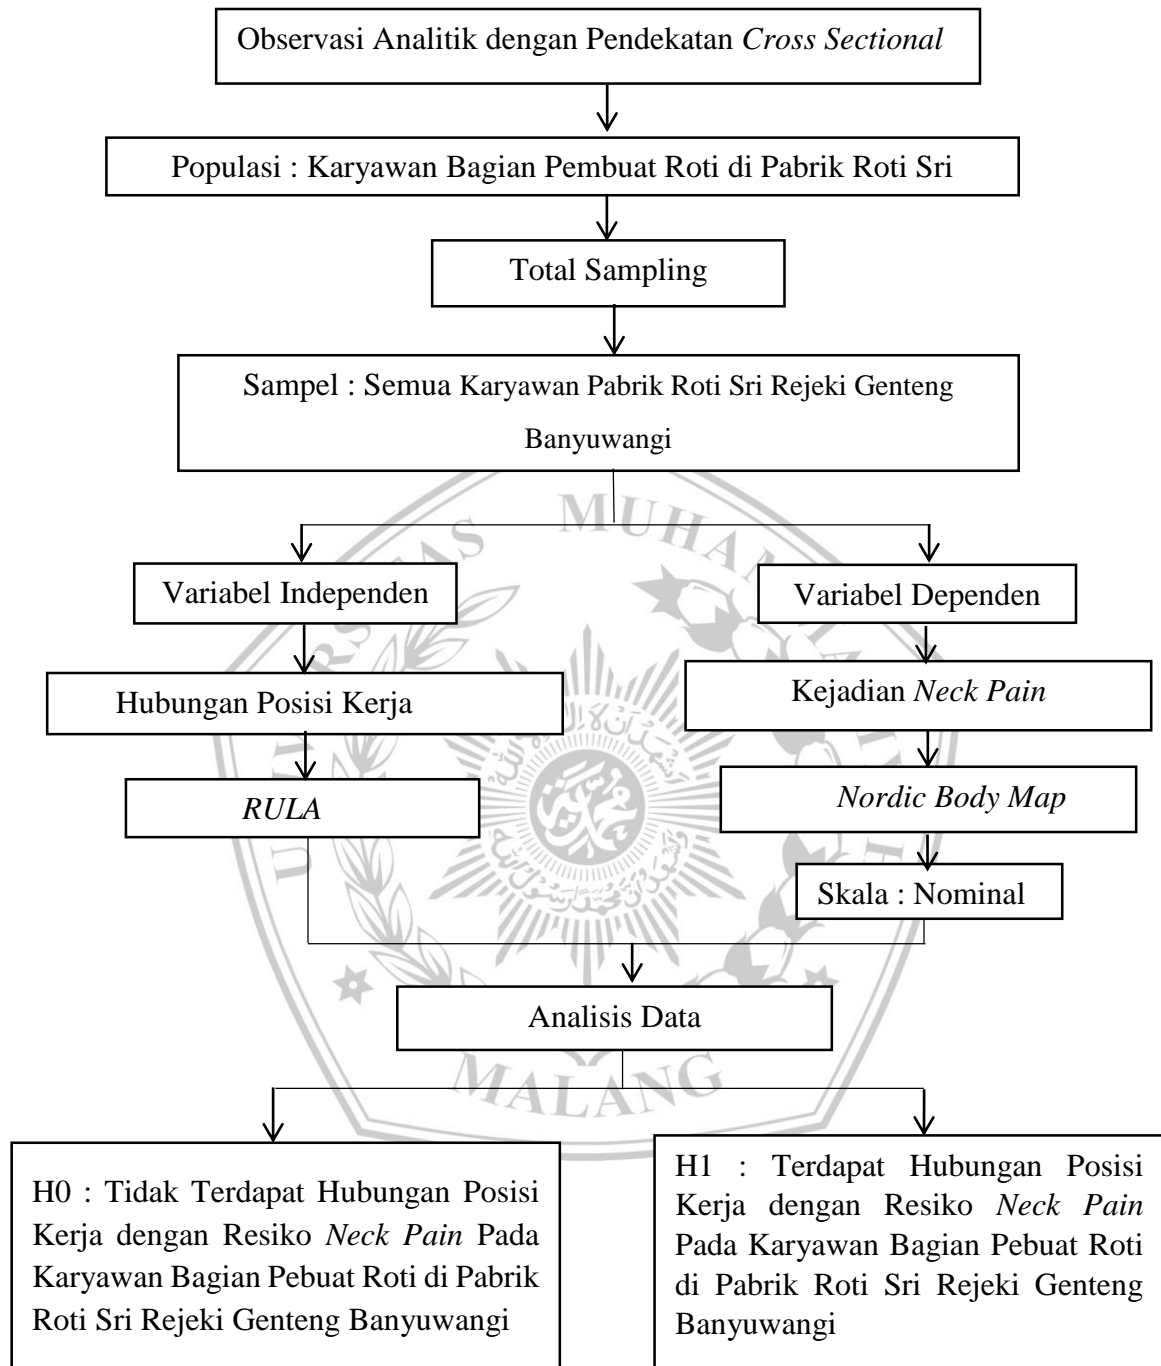 Observasi Analitik dengan Pendekatan Cross Sectional
Populasi : Karyawan Bagian Pembuat Roti di Pabrik Roti Sri
Total Sampling
Sampel : Semua Karyawan Pabrik Roti Sri Rejeki Genteng
Banyuwangi
Variabel Independen
Variabel Dependen
Hubungan Posisi Kerja
Kejadian Neck Pain
RULA
Nordic Body Map
Skala : Nominal
Analisis Data
H0 : Tidak Terdapat Hubungan Posisi
Kerja dengan Resiko Neck Pain Pada
Karyawan Bagian Pebuat Roti di Pabrik
Roti Sri Rejeki Genteng Banyuwangi
H1 : Terdapat Hubungan Posisi
Kerja dengan Resiko Neck Pain
Pada Karyawan Bagian Pebuat Roti
di Pabrik Roti Sri Rejeki Genteng
Banyuwangi
MALANG